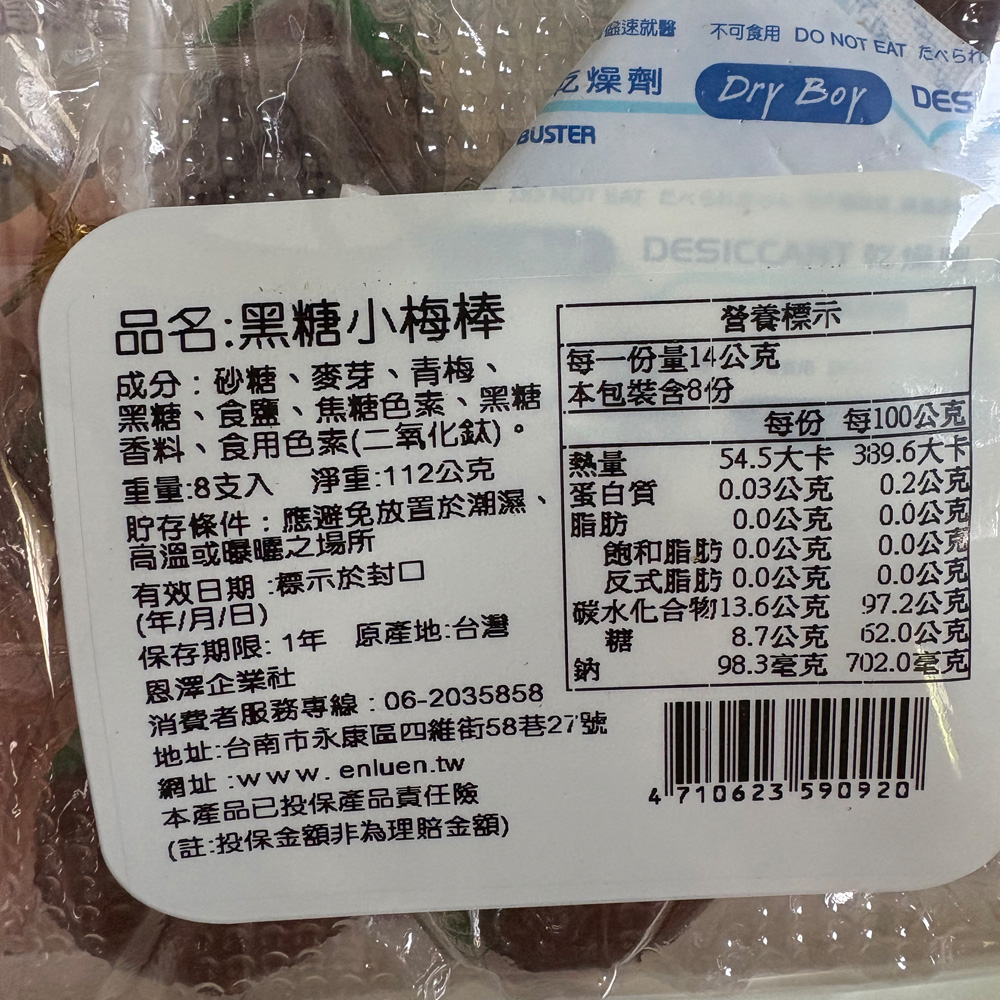 速就醫 不可食用 DO NOT EAT たべられ
乾燥劑 Dry Boy DES
BUSTER
DO NOT EAT
DESICCANT 乾燥
品名:黑糖小梅棒
成分：砂糖、麥芽、青梅、
黑糖、食鹽、焦糖色素、黑糖
香料、食用色素(二氧化鈦)。
重量:8支入 淨重:112公克
貯存條件：應避免放置於潮濕、
高溫或曝曬之場所
有效日期:標示於封口
(年/月/日)
保存期限: 1年 原產地:台灣
恩澤企業社
消費者服務專線：06-2035858
地址:台南市永康區四維街58巷27號
網址:www.enluen.tw
本產品已投保產品責任險
(註:投保金額非為理賠金額)
營養標示
每一份量14公克
本包裝含8份
每份 每100公克
熱量 54.5大卡 389.6大卡
蛋白質 0.03公克 0.2公克
脂肪 0.0公克 0.0公克
飽和脂肪 0.0公克 0.0公克
反式脂肪 0.0公克 0.0公克
碳水化合物 13.6公克 97.2公克
糖 8.7公克 62.0公克
鈉 98.3毫克 702.0毫克
4 710623 590920